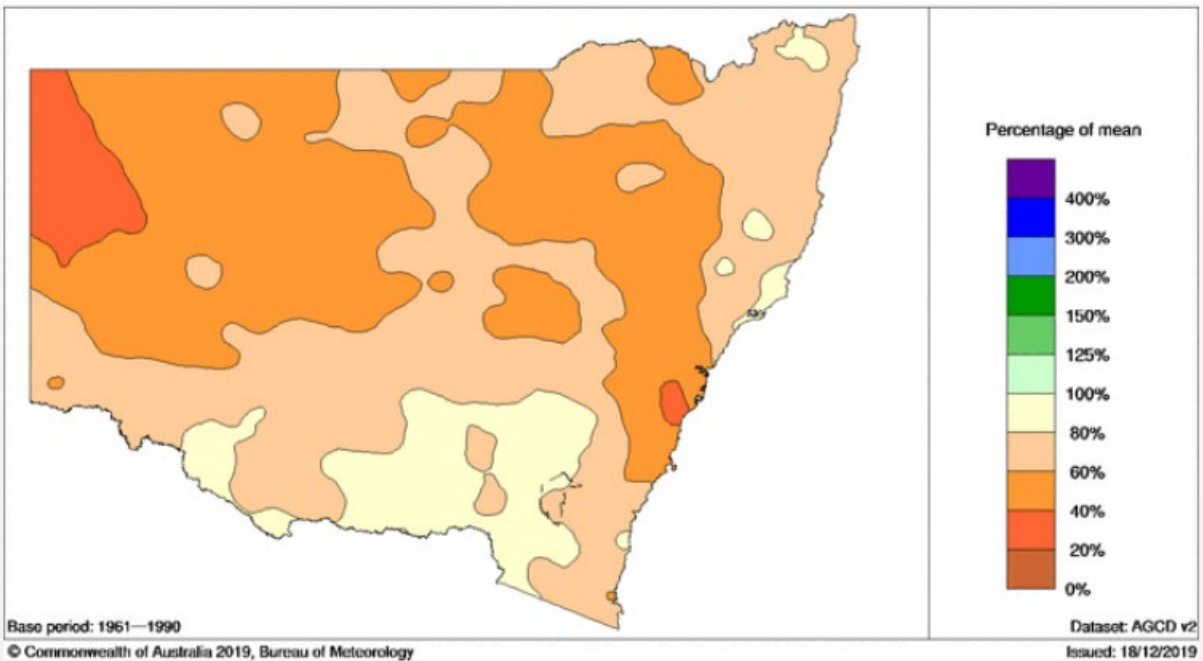 Percentage of mean
400%
300%
200%
150%
125%
100%
80%
60%
40%
20%
0%
Base period: 1961—1990
Dataset: AGCD v2
© Commonwealth of Australia 2019, Bureau of Meteorology
Issued: 18/12/2019